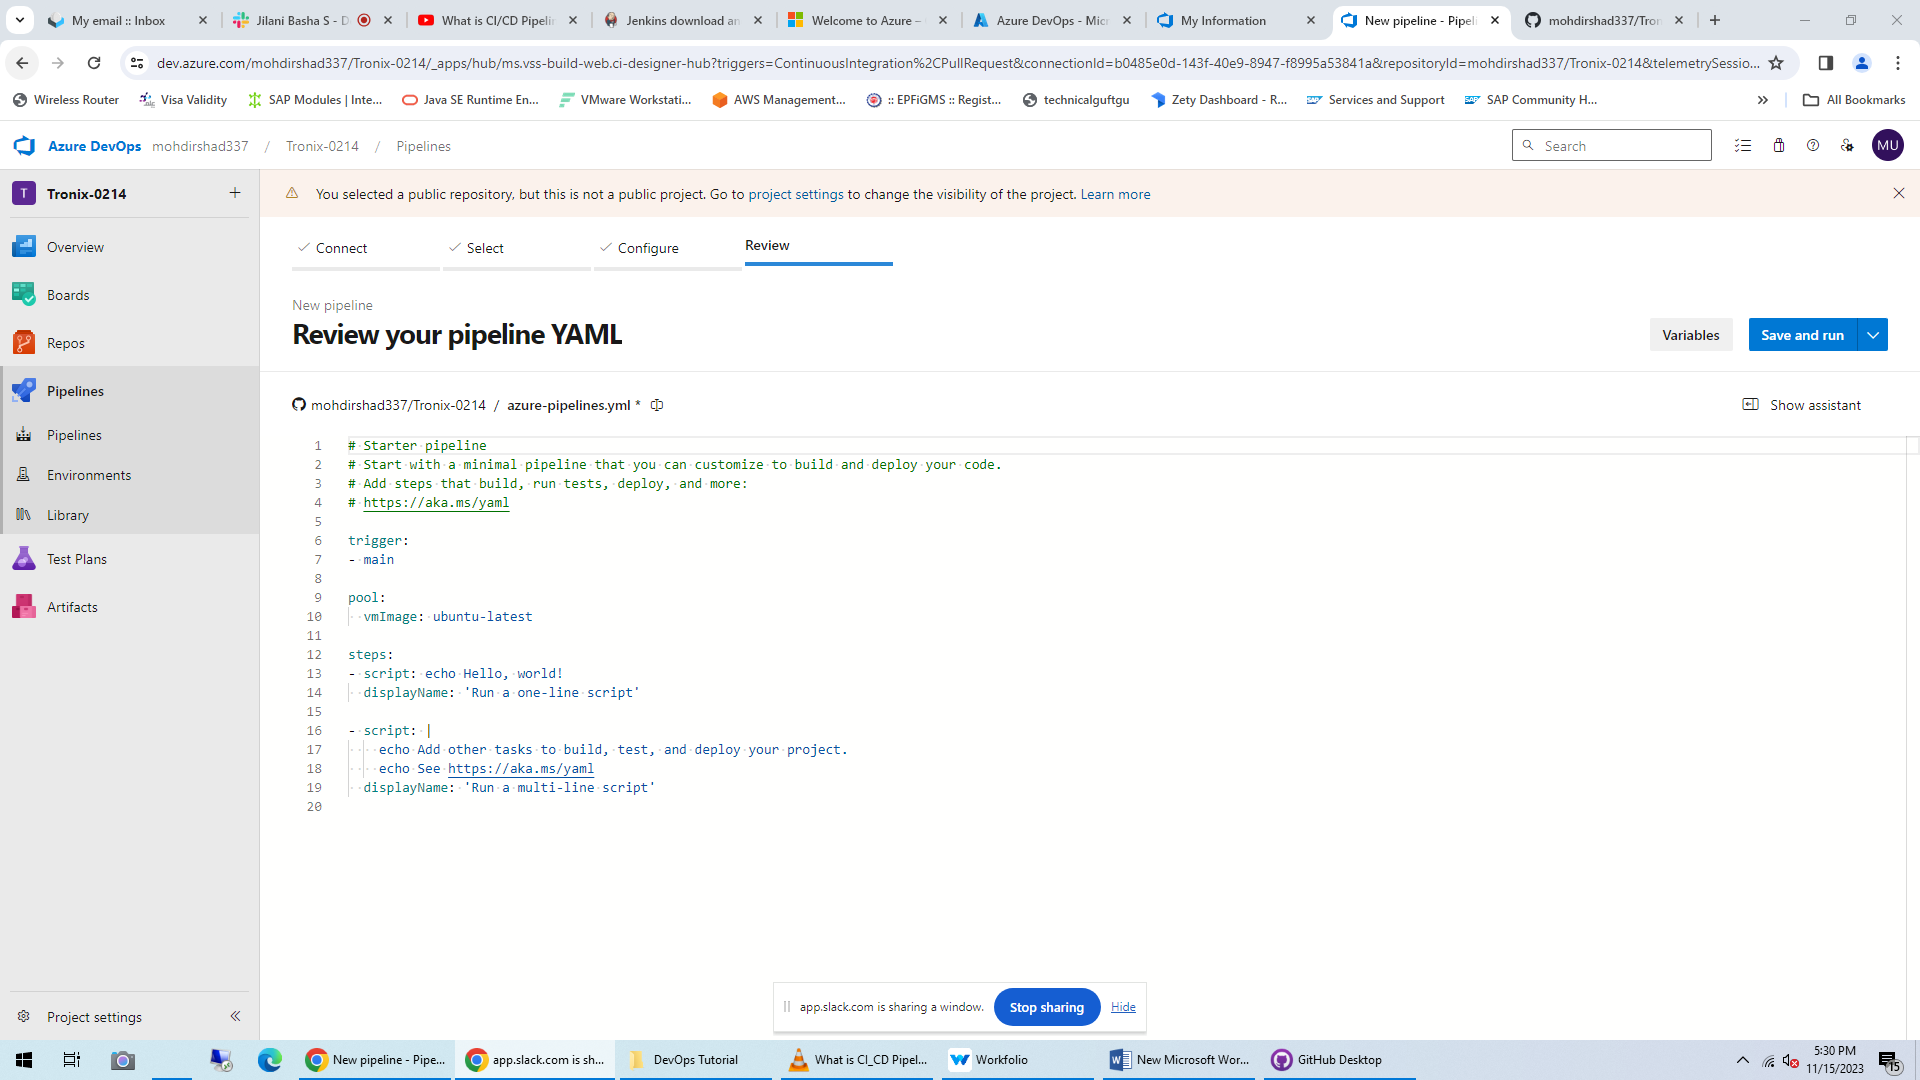 My email :: Inbox
Jilani Basha S - D
What is CI/CD Pipelin
Jenkins download an
Welcome to Azure –
Azure DevOps - Micr
My Information
New pipeline - Pipeli
mohdirshad337/Tron
dev.azure.com/mohdirshad337/Tronix-0214/_apps/hub/ms.vss-build-web.ci-designer-hub?triggers=ContinuousIntegration%2CPullRequest&connectionId=b0485e0d-143f-40e9-8947-f8995a53841a&repositoryId=mohdirshad337/Tronix-0214&telemetrySessio...
Wireless Router
Visa Validity
SAP Modules | Inte...
Java SE Runtime En...
VMware Workstati...
AWS Management...
:: EPFiGMS :: Regist...
technicalguftgu
Zety Dashboard - R...
Services and Support
SAP Community H...
All Bookmarks
Azure DevOps mohdirshad337 / Tronix-0214 / Pipelines
Search
MU
T Tronix-0214
You selected a public repository, but this is not a public project. Go to project settings to change the visibility of the project. Learn more
Overview
Boards
Repos
Pipelines
Pipelines
Environments
Library
Test Plans
Artifacts
Project settings
Connect
Select
Configure
Review
New pipeline
Review your pipeline YAML
Variables
Save and run
mohdirshad337/Tronix-0214 / azure-pipelines.yml *
Show assistant
1 # Starter pipeline
2 # Start with a minimal pipeline that you can customize to build and deploy your code.
3 # Add steps that build, run tests, deploy, and more:
4 # https://aka.ms/yaml
5
6 trigger:
7 - main
8
9 pool:
10 vmImage: ubuntu-latest
11
12 steps:
13 - script: echo Hello, world!
14 displayName: 'Run a one-line script'
15
16 - script: |
17 echo Add other tasks to build, test, and deploy your project.
18 echo See https://aka.ms/yaml
19 displayName: 'Run a multi-line script'
20
app.slack.com is sharing a window.
Stop sharing
Hide
New pipeline - Pipe...
app.slack.com is sh...
DevOps Tutorial
What is CI_CD Pipel...
Workfolio
New Microsoft Wor...
GitHub Desktop
5:30 PM
11/15/2023
15